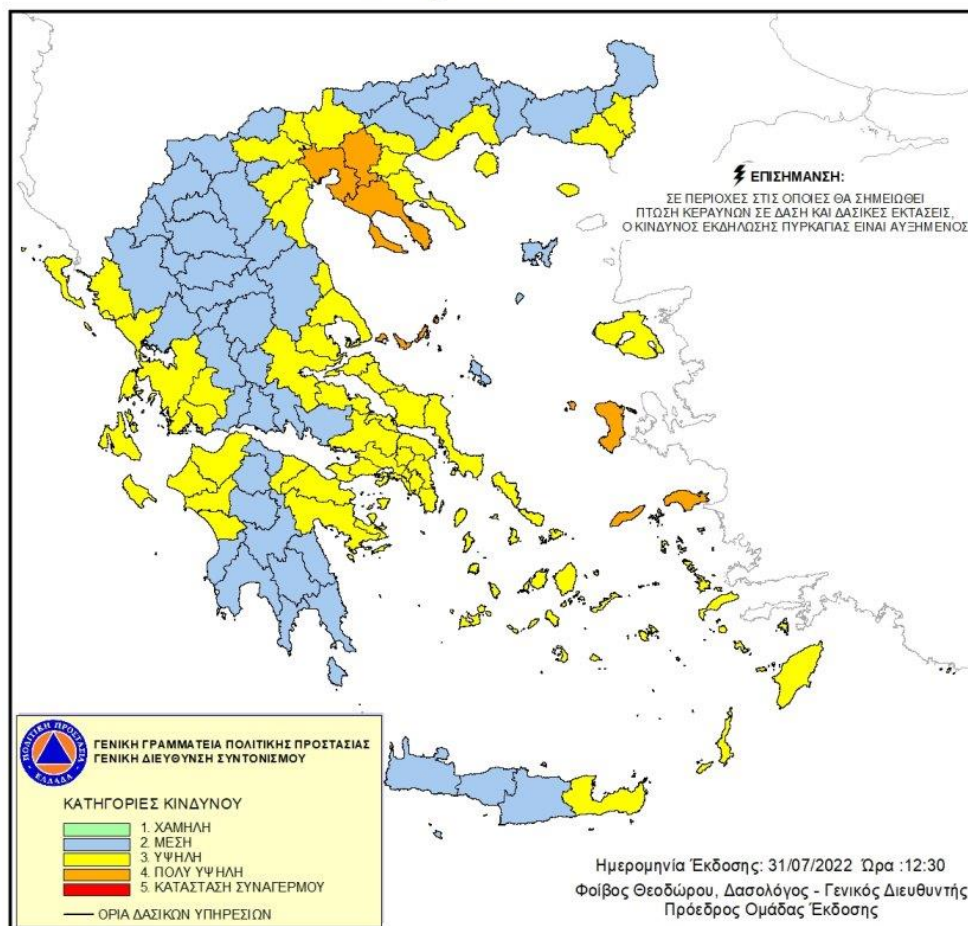 ΕΠΙΣΗΜΑΝΣΗ:
ΣΕ ΠΕΡΙΟΧΕΣ ΣΤΙΣ ΟΠΟΙΕΣ ΘΑ ΣΗΜΕΙΩΘΕΙ
ΠΤΩΣΗ ΚΕΡΑΥΝΩΝ ΣΕ ΔΑΣΗ ΚΑΙ ΔΑΣΙΚΕΣ ΕΚΤΑΣΕΙΣ,
Ο ΚΙΝΔΥΝΟΣ ΕΚΔΗΛΩΣΗΣ ΠΥΡΚΑΓΙΑΣ ΕΙΝΑΙ ΑΥΞΗΜΕΝΟΣ
ΠΟΛΙΤΙΚΗ ΠΡΟΣΤΑΣΙΑ
ΕΛΛΑΔΑ
ΓΕΝΙΚΗ ΓΡΑΜΜΑΤΕΙΑ ΠΟΛΙΤΙΚΗΣ ΠΡΟΣΤΑΣΙΑΣ
ΓΕΝΙΚΗ ΔΙΕΥΘΥΝΣΗ ΣΥΝΤΟΝΙΣΜΟΥ
ΚΑΤΗΓΟΡΙΕΣ ΚΙΝΔΥΝΟΥ
1. ΧΑΜΗΛΗ
2. ΜΕΣΗ
3. ΥΨΗΛΗ
4. ΠΟΛΥ ΥΨΗΛΗ
5. ΚΑΤΑΣΤΑΣΗ ΣΥΝΑΓΕΡΜΟΥ
ΟΡΙΑ ΔΑΣΙΚΩΝ ΥΠΗΡΕΣΙΩΝ
Ημερομηνία Έκδοσης: 31/07/2022 Ώρα :12:30
Φοίβος Θεοδώρου, Δασολόγος - Γενικός Διευθυντής
Πρόεδρος Ομάδας Έκδοσης